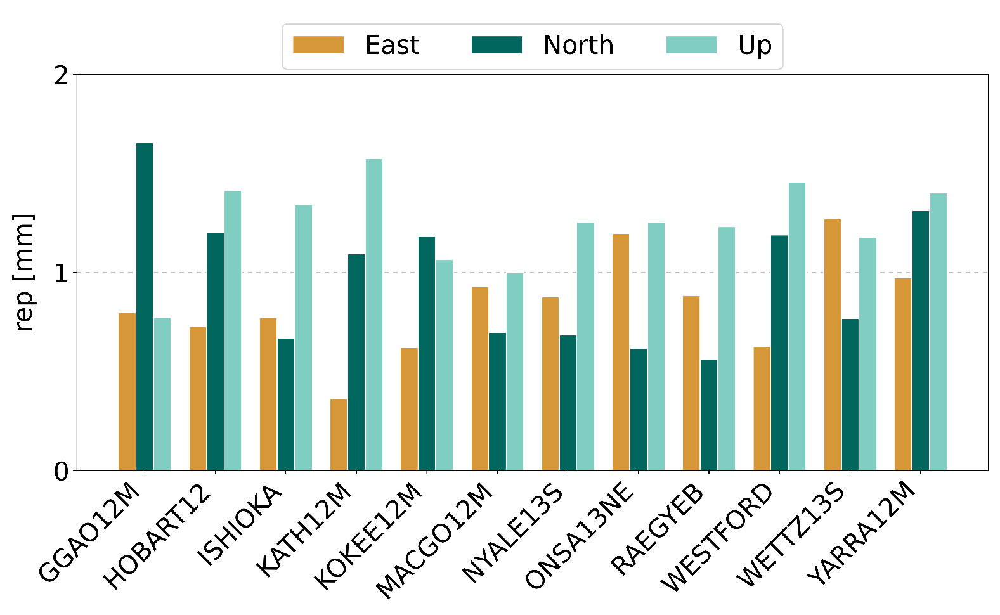 East North Up
2
1
0
rep [mm]
GGAO12M
HOBART12
ISHIOKA
KATH12M
KOKEE12M
MACGO12M
NYALE13S
ONSA13NE
RAEGYEB
WESTFORD
WETTZ13S
YARRA12M